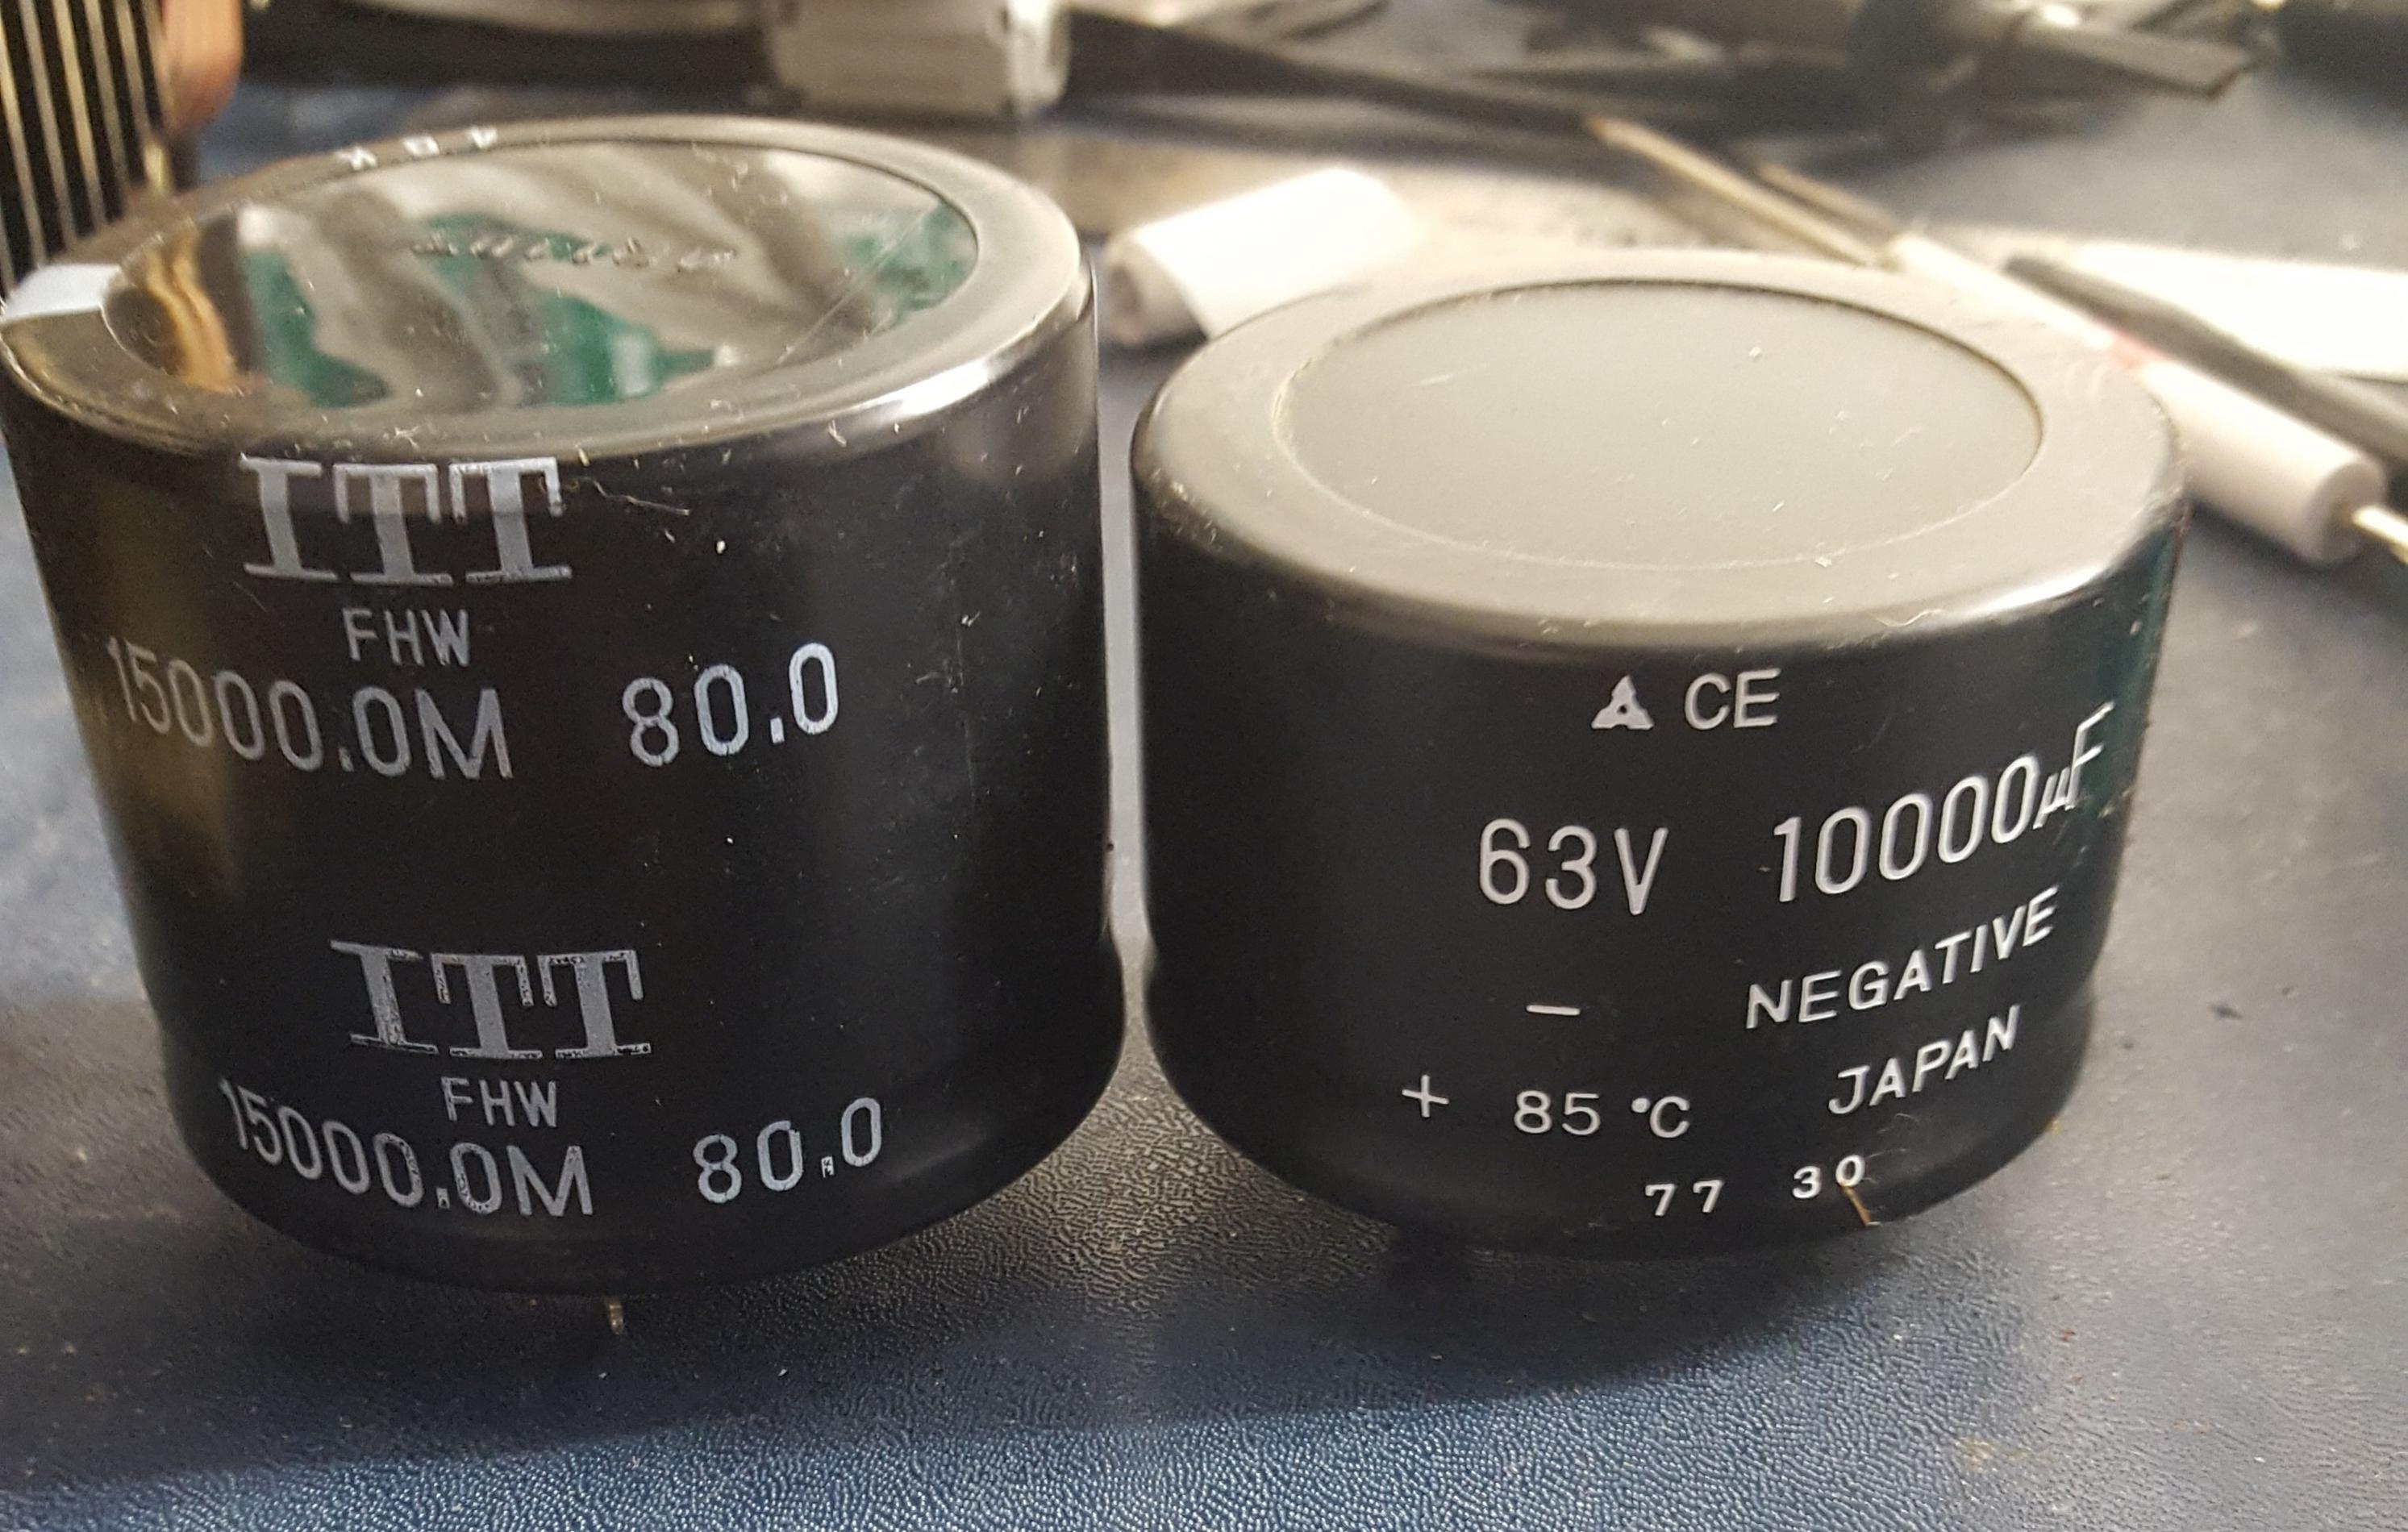 ITT
FHW
15000.0M 80.0
ITT
FHW
15000.0M 80.0
CE
63V 10000µF
− NEGATIVE
+ 85°C JAPAN
77 30